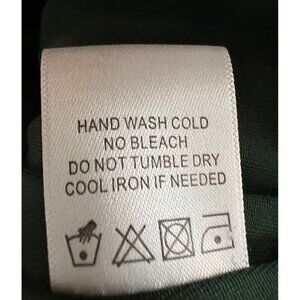 HAND WASH COLD
NO BLEACH
DO NOT TUMBLE DRY
COOL IRON IF NEEDED